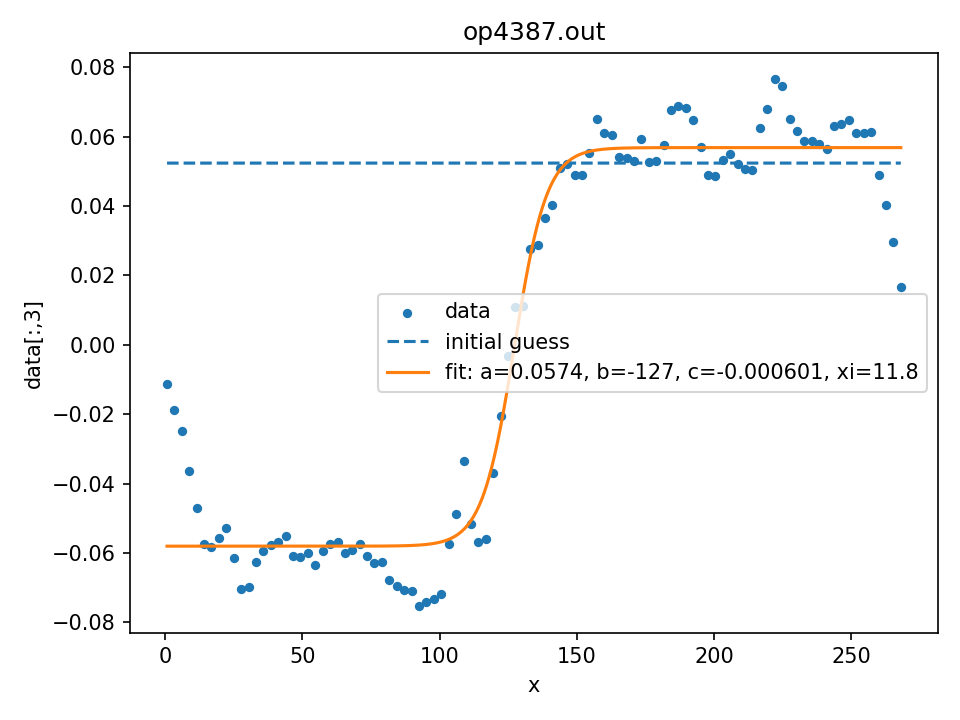 op4387.out
0.08
0.06
0.04
0.02
0.00
−0.02
−0.04
−0.06
−0.08
data[:,3]
data
initial guess
fit: a=0.0574, b=-127, c=-0.000601, xi=11.8
0 50 100 150 200 250
x